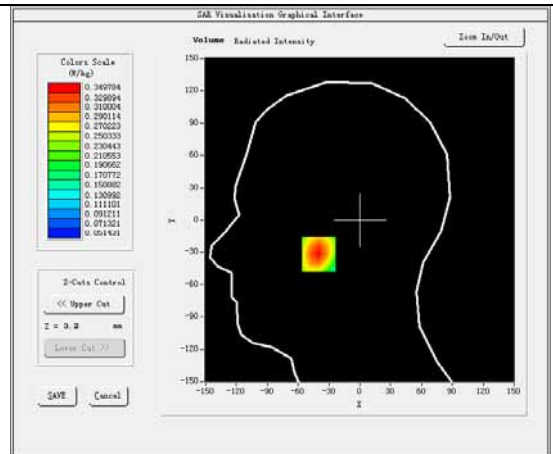 SAR Visualisation Graphical Interface
Volume Radiated Intensity
Zoom In/Out
Colors Scale
(W/kg)
0.349784
0.329894
0.310004
0.290114
0.270223
0.250333
0.230443
0.210553
0.190662
0.170772
0.150882
0.130992
0.111101
0.091211
0.071321
0.051431
Z-Cuts Control
<< Upper Cut
Z = 3.2 mm
Lower Cut >>
SAVE
Cancel
150
120
90
60
30
0
-30
-60
-90
-120
-150
Y
-150 -120 -90 -60 -30 0 30 60 90 120 150
X